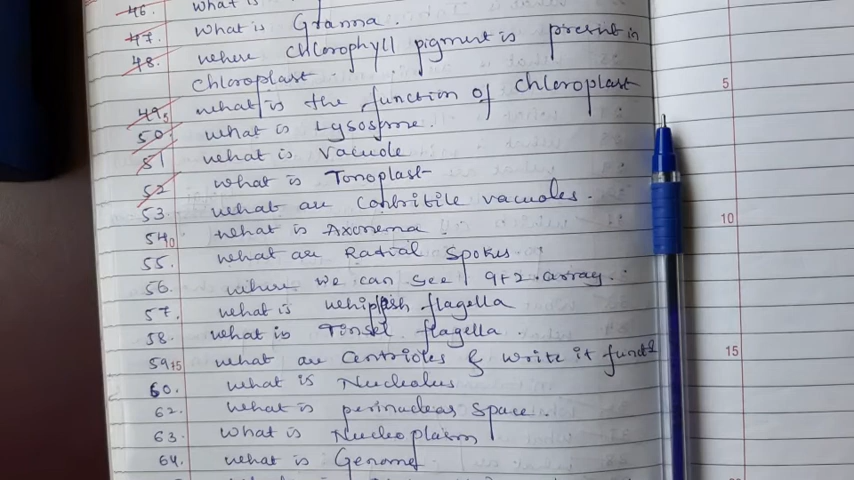 46. what is
47. what is Granna.
48. where chlorophyll pigment is present in
chloroplast
49. what is the function of chloroplast
5
50. what is Lysosome.
51 what is Vacuole
52 what is Tonoplast
53. what are Contritile vacuoles.
54. what is Axonema.
10
55. what are Radial Spokes
56. where we can see 9+2 array.
57. what is whiplash flagella
58. what is Tinsel flagella
59. what are Centrioles & write it funct
15
60. what is Nucleolus
62. what is perinuclear space.
63. what is Nucleoplasm
64. what is Genome